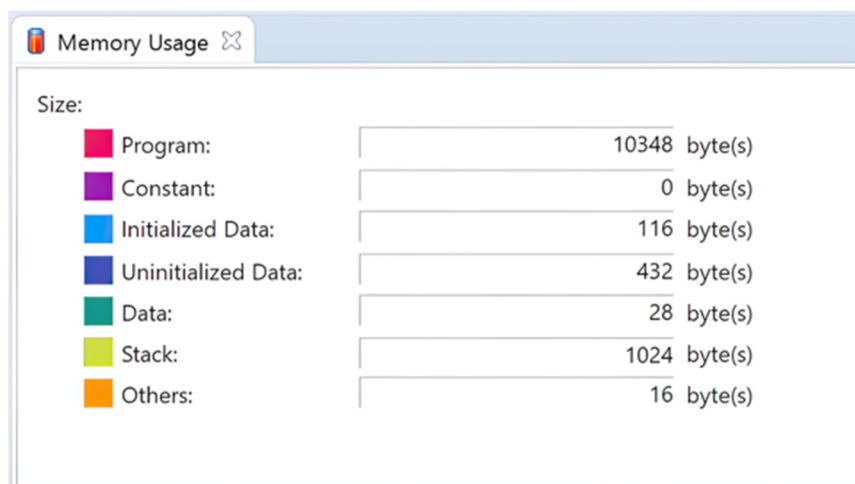 Memory Usage
Size:
Program: 10348 byte(s)
Constant: 0 byte(s)
Initialized Data: 116 byte(s)
Uninitialized Data: 432 byte(s)
Data: 28 byte(s)
Stack: 1024 byte(s)
Others: 16 byte(s)